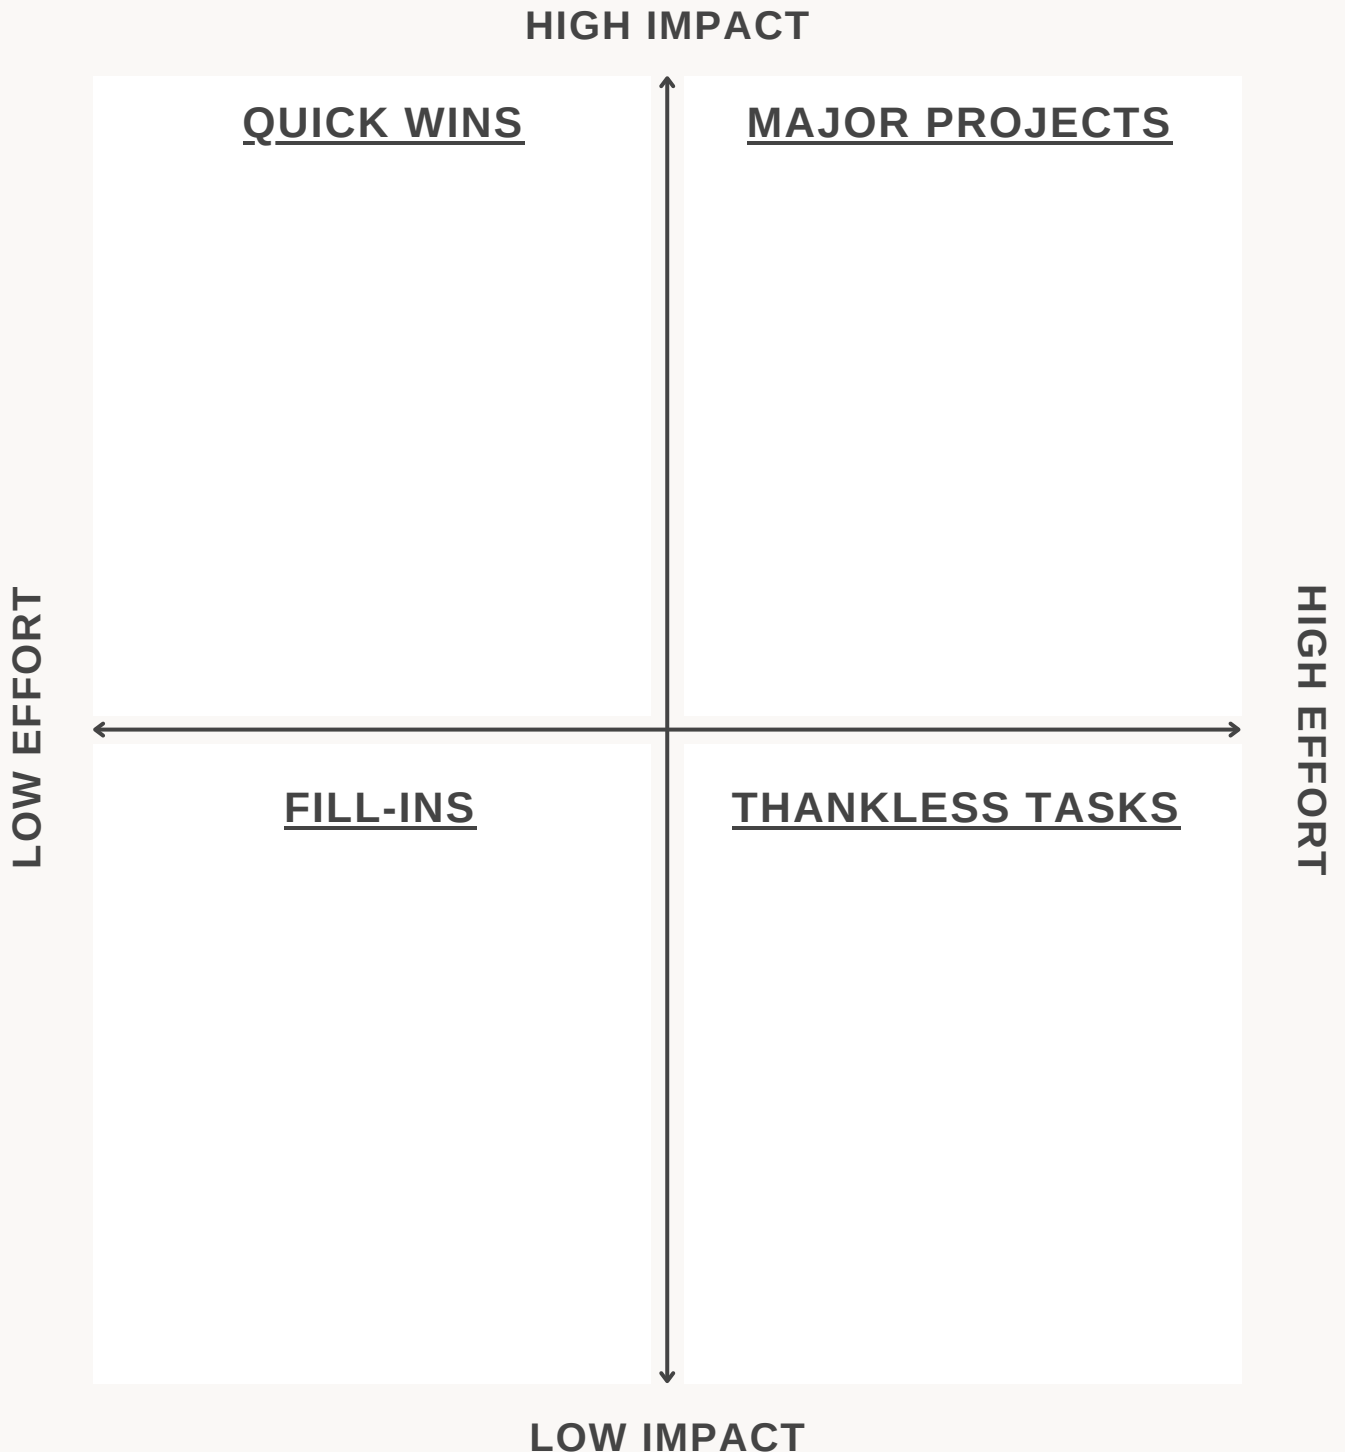 HIGH IMPACT
QUICK WINS
MAJOR PROJECTS
LOW EFFORT
HIGH EFFORT
FILL-INS
THANKLESS TASKS
LOW IMPACT